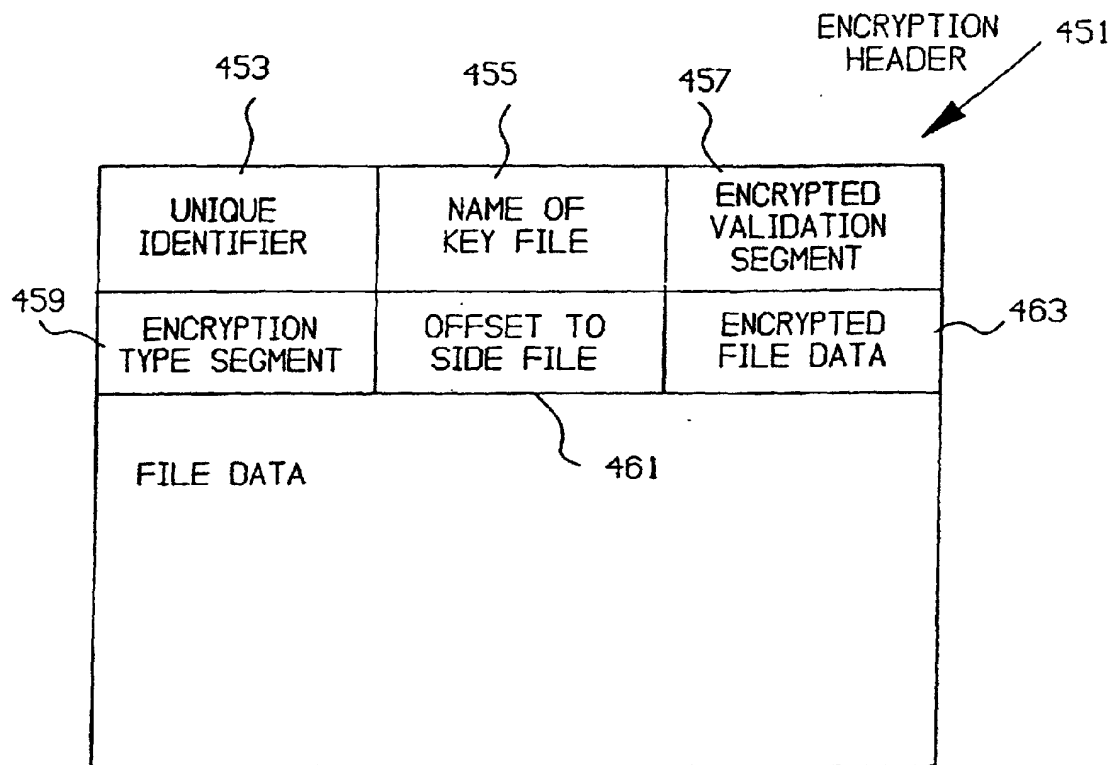 ENCRYPTION
HEADER
451
453
455
457
UNIQUE
IDENTIFIER
NAME OF
KEY FILE
ENCRYPTED
VALIDATION
SEGMENT
459
ENCRYPTION
TYPE SEGMENT
OFFSET TO
SIDE FILE
ENCRYPTED
FILE DATA
463
461
FILE DATA